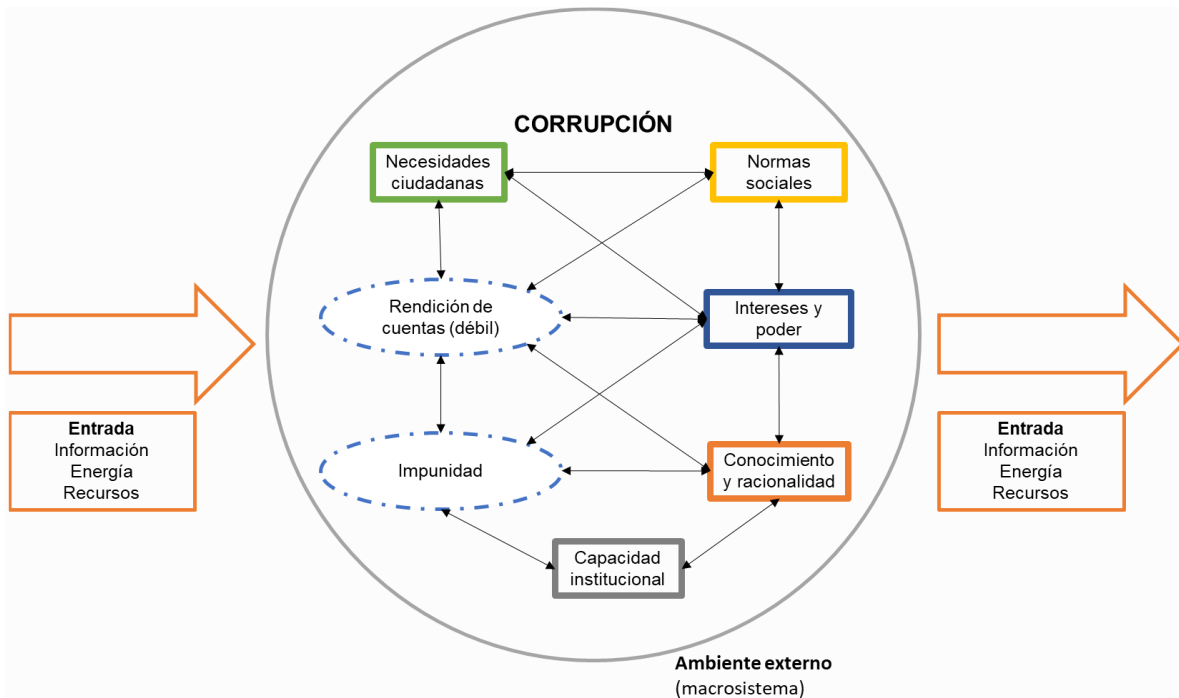 CORRUPCIÓN
Necesidades
ciudadanas
Normas
sociales
Rendición de
cuentas (débil)
Intereses y
poder
Entrada
Información
Energía
Recursos
Impunidad
Conocimiento
y racionalidad
Entrada
Información
Energía
Recursos
Capacidad
institucional
Ambiente externo
(macrosistema)